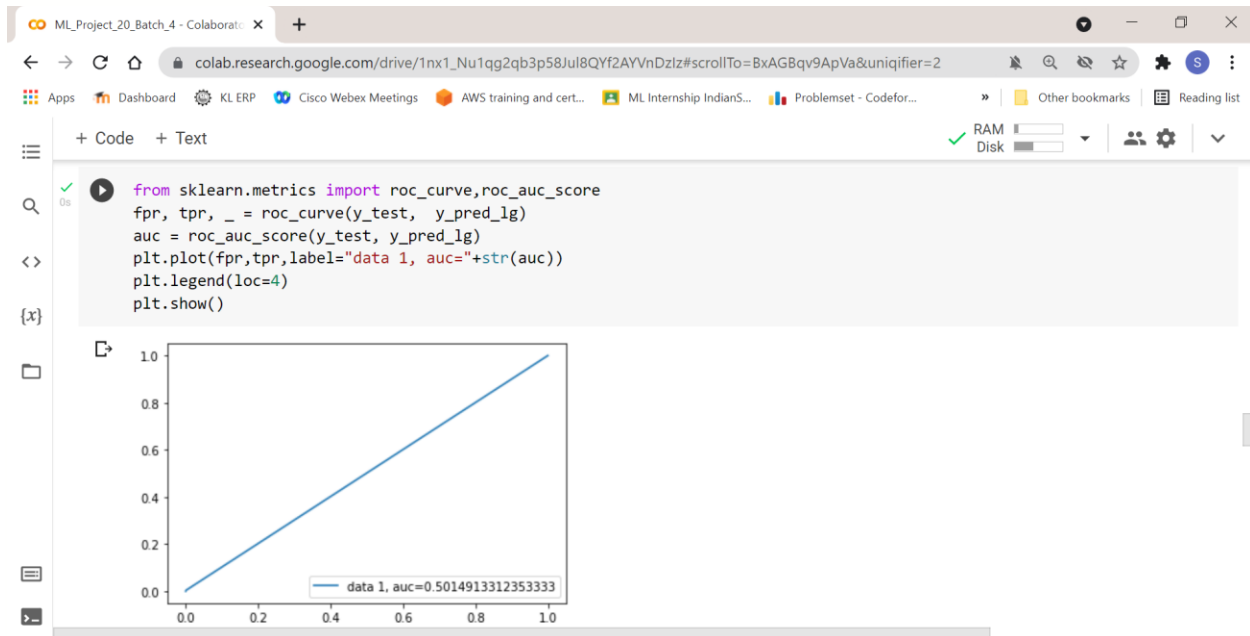 ML_Project_20_Batch_4 - Colaborato
colab.research.google.com/drive/1nx1_Nu1qg2qb3p58JuI8QYf2AYVnDzIz#scrollTo=BxAGBqv9ApVa&uniqifier=2
S
Apps Dashboard KL ERP Cisco Webex Meetings AWS training and cert... ML Internship IndianS... Problemset - Codefor... » Other bookmarks Reading list
+ Code + Text RAM
Disk
0s
from sklearn.metrics import roc_curve,roc_auc_score
fpr, tpr, _ = roc_curve(y_test, y_pred_lg)
auc = roc_auc_score(y_test, y_pred_lg)
plt.plot(fpr,tpr,label="data 1, auc="+str(auc))
plt.legend(loc=4)
plt.show()
{x}
1.0
0.8
0.6
0.4
0.2
0.0
data 1, auc=0.5014913312353333
0.0 0.2 0.4 0.6 0.8 1.0